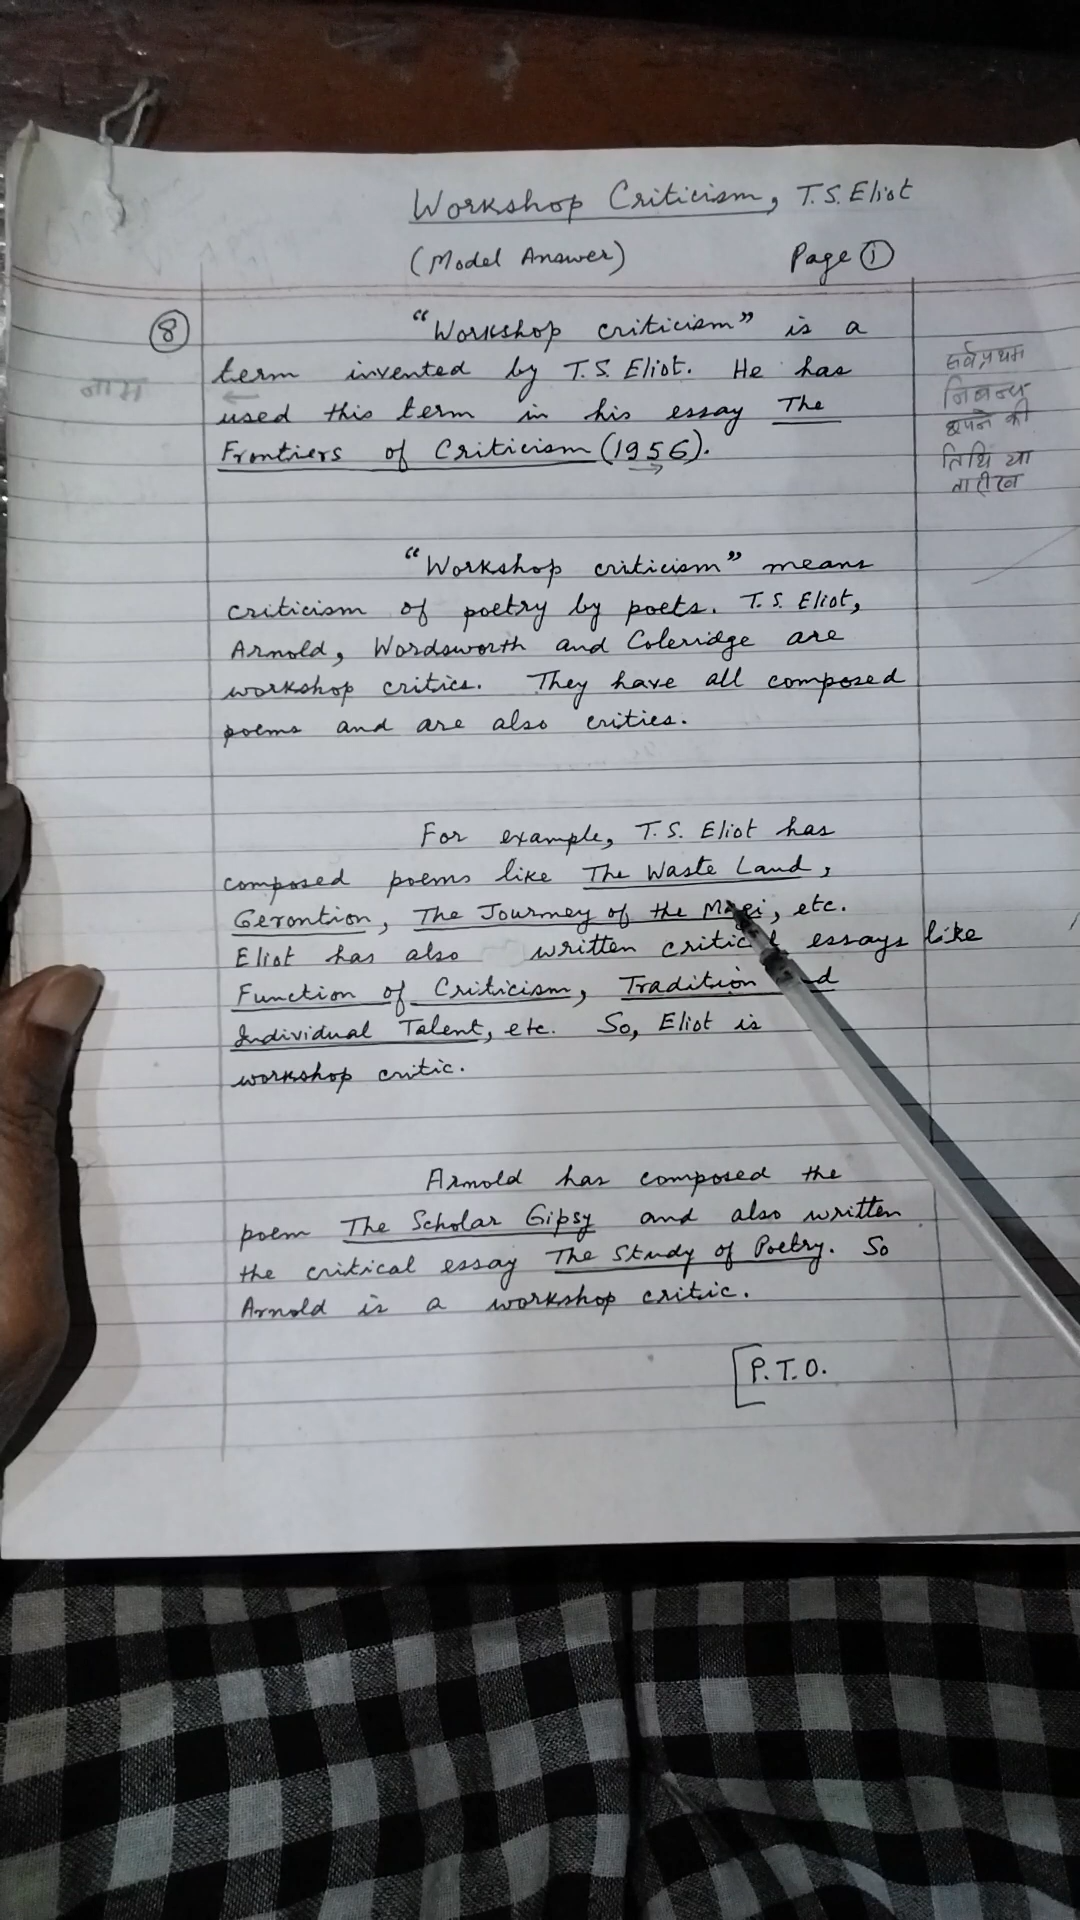 Workshop Criticism, T.S. Eliot
(Model Answer) Page ①
⑧ "Workshop criticism" is a
term invented by T.S. Eliot. He has
नाम
used this term in his essay The
Frontiers of Criticism (1956).
सर्वप्रथम
निबन्ध
छपने की
तिथि या
तारीख
"Workshop criticism" means
criticism of poetry by poets. T.S. Eliot,
Arnold, Wordsworth and Coleridge are
workshop critics. They have all composed
poems and are also critics.
For example, T.S. Eliot has
composed poems like The Waste Land,
Gerontion, The Journey of the Magi, etc.
Eliot has also written critical essays like
Function of Criticism, Tradition and
Individual Talent, etc. So, Eliot is
workshop critic.
Arnold has composed the
poem The Scholar Gipsy and also written
the critical essay The Study of Poetry. So
Arnold is a workshop critic.
[P.T.O.